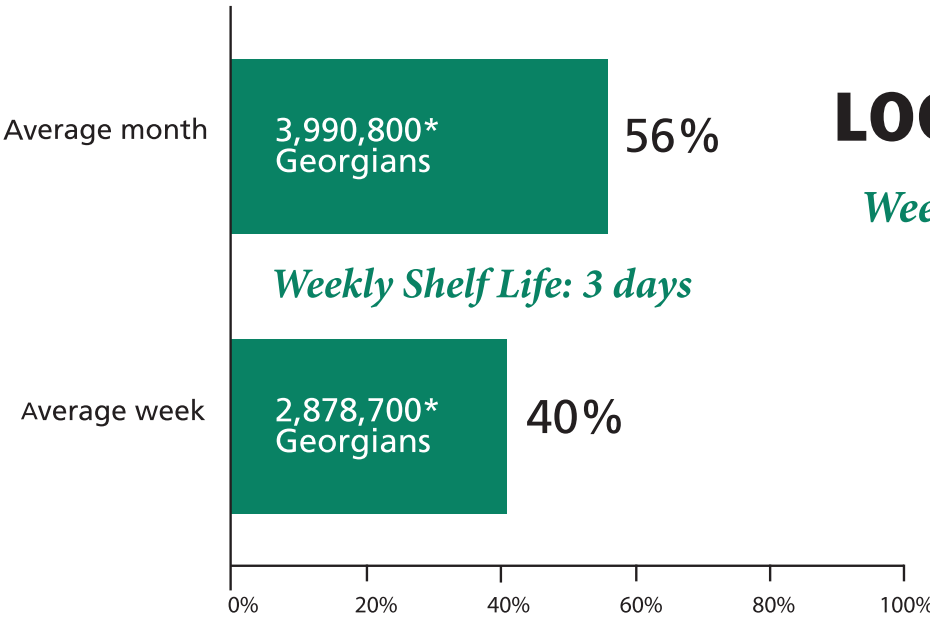 Average month
3,990,800*
Georgians
56%
Weekly Shelf Life: 3 days
Average week
2,878,700*
Georgians
40%
0% 20% 40% 60% 80% 100%